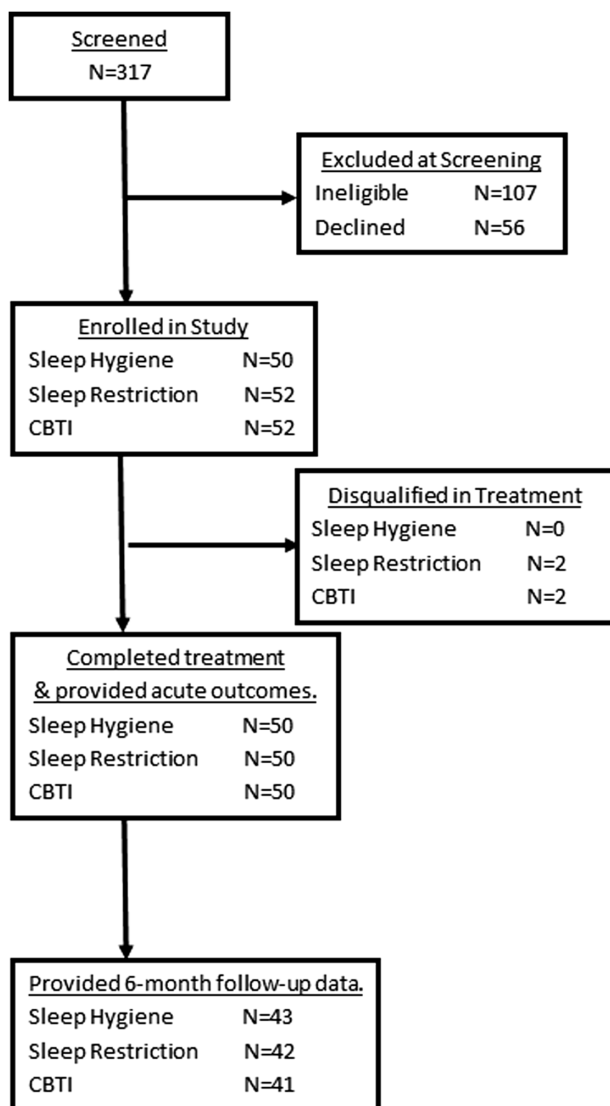 Screened
N=317
Excluded at Screening
Ineligible N=107
Declined N=56
Enrolled in Study
Sleep Hygiene N=50
Sleep Restriction N=52
CBTI N=52
Disqualified in Treatment
Sleep Hygiene N=0
Sleep Restriction N=2
CBTI N=2
Completed treatment
& provided acute outcomes.
Sleep Hygiene N=50
Sleep Restriction N=50
CBTI N=50
Provided 6-month follow-up data.
Sleep Hygiene N=43
Sleep Restriction N=42
CBTI N=41